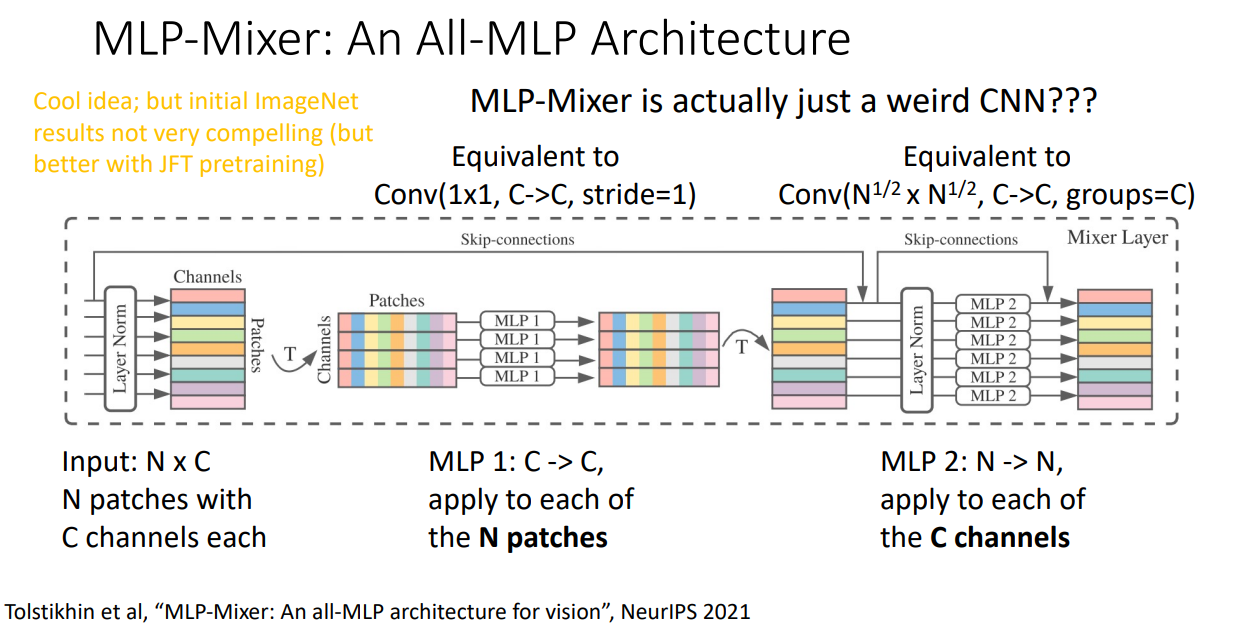 MLP-Mixer: An All-MLP Architecture
Cool idea; but initial ImageNet
results not very compelling (but
better with JFT pretraining)
MLP-Mixer is actually just a weird CNN???
Equivalent to
Conv(1x1, C->C, stride=1)
Equivalent to
Conv(N^1/2 x N^1/2, C->C, groups=C)
Skip-connections
Skip-connections
Mixer Layer
Layer Norm
Channels
Patches
T
Channels
Patches
MLP 1
MLP 1
MLP 1
MLP 1
T
Layer Norm
MLP 2
MLP 2
MLP 2
MLP 2
MLP 2
MLP 2
Input: N x C
N patches with
C channels each
MLP 1: C -> C,
apply to each of
the N patches
MLP 2: N -> N,
apply to each of
the C channels
Tolstikhin et al, “MLP-Mixer: An all-MLP architecture for vision”, NeurIPS 2021